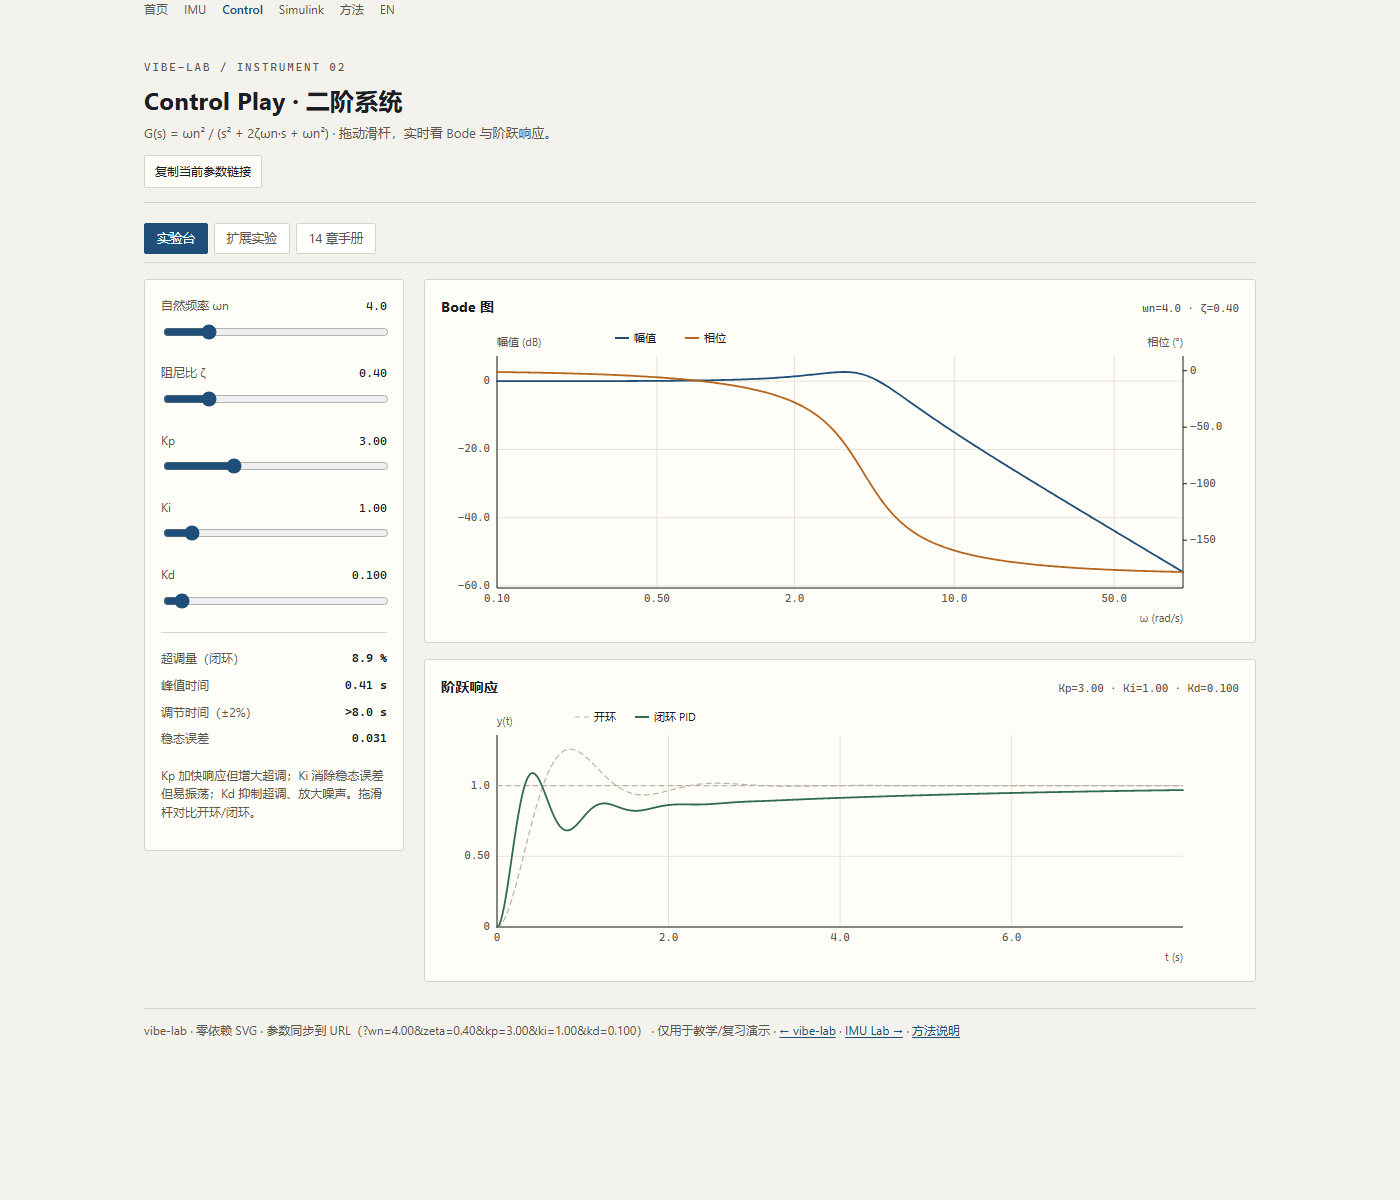 首页 IMU Control Simulink 方法 EN
VIBE-LAB / INSTRUMENT 02
Control Play · 二阶系统
G(s) = ωn² / (s² + 2ζωn·s + ωn²) · 拖动滑杆，实时看 Bode 与阶跃响应。
复制当前参数链接
实验台 扩展实验 14 章手册
自然频率 ωn 4.0
阻尼比 ζ 0.40
Kp 3.00
Ki 1.00
Kd 0.100
超调量（闭环） 8.9 %
峰值时间 0.41 s
调节时间（±2%） >8.0 s
稳态误差 0.031
Kp 加快响应但增大超调；Ki 消除稳态误差
但易振荡；Kd 抑制超调、放大噪声。拖滑
杆对比开环/闭环。
Bode 图 ωn=4.0 · ζ=0.40
幅值 (dB) 幅值 相位 相位 (°)
0 0
−20.0 −50.0
−40.0 −100
−60.0 −150
0.10 0.50 2.0 10.0 50.0
ω (rad/s)
阶跃响应 Kp=3.00 · Ki=1.00 · Kd=0.100
y(t) 开环 闭环 PID
1.0
0.50
0
0 2.0 4.0 6.0
t (s)
vibe-lab · 零依赖 SVG · 参数同步到 URL（?wn=4.00&zeta=0.40&kp=3.00&ki=1.00&kd=0.100） · 仅用于教学/复习演示 · ← vibe-lab · IMU Lab → · 方法说明